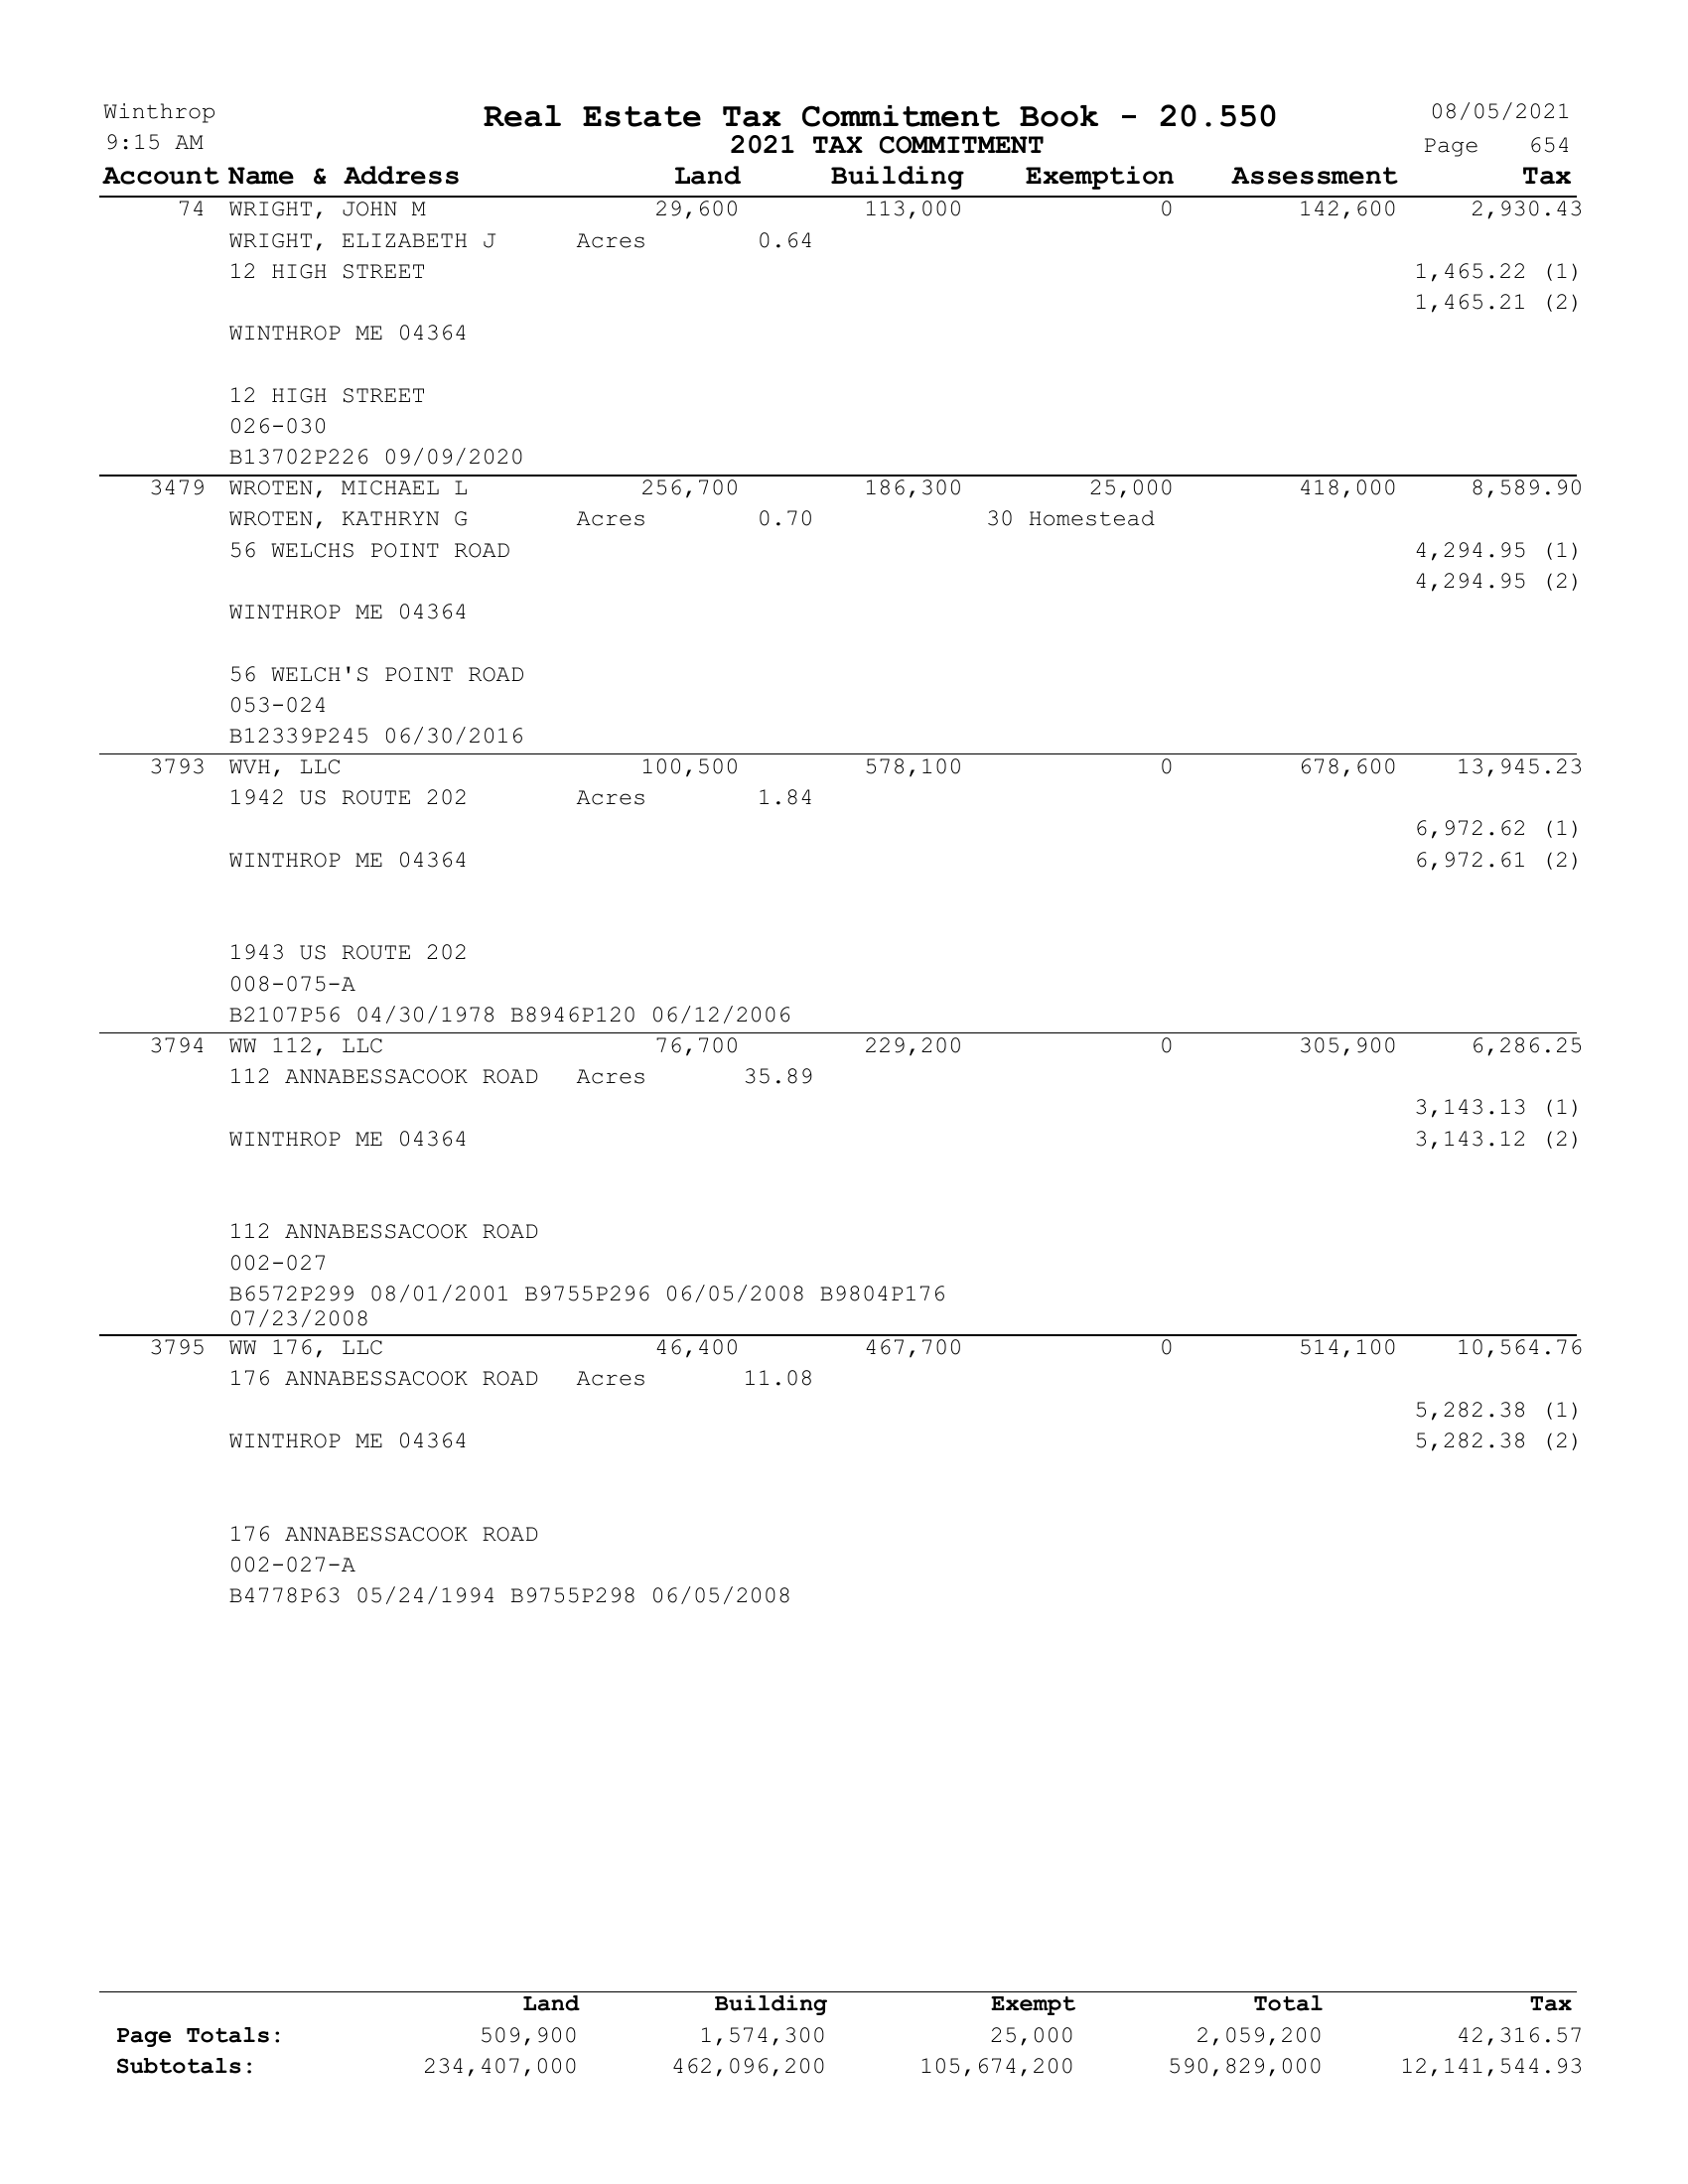 Winthrop Real Estate Tax Commitment Book - 20.550 08/05/2021
9:15 AM 2021 TAX COMMITMENT Page 654
Account Name & Address Land Building Exemption Assessment Tax
74 WRIGHT, JOHN M 29,600 113,000 0 142,600 2,930.43
WRIGHT, ELIZABETH J Acres 0.64
12 HIGH STREET 1,465.22 (1)
1,465.21 (2)
WINTHROP ME 04364
12 HIGH STREET
026-030
B13702P226 09/09/2020
3479 WROTEN, MICHAEL L 256,700 186,300 25,000 418,000 8,589.90
WROTEN, KATHRYN G Acres 0.70 30 Homestead
56 WELCHS POINT ROAD 4,294.95 (1)
4,294.95 (2)
WINTHROP ME 04364
56 WELCH'S POINT ROAD
053-024
B12339P245 06/30/2016
3793 WVH, LLC 100,500 578,100 0 678,600 13,945.23
1942 US ROUTE 202 Acres 1.84
6,972.62 (1)
WINTHROP ME 04364 6,972.61 (2)
1943 US ROUTE 202
008-075-A
B2107P56 04/30/1978 B8946P120 06/12/2006
3794 WW 112, LLC 76,700 229,200 0 305,900 6,286.25
112 ANNABESSACOOK ROAD Acres 35.89
3,143.13 (1)
WINTHROP ME 04364 3,143.12 (2)
112 ANNABESSACOOK ROAD
002-027
B6572P299 08/01/2001 B9755P296 06/05/2008 B9804P176
07/23/2008
3795 WW 176, LLC 46,400 467,700 0 514,100 10,564.76
176 ANNABESSACOOK ROAD Acres 11.08
5,282.38 (1)
WINTHROP ME 04364 5,282.38 (2)
176 ANNABESSACOOK ROAD
002-027-A
B4778P63 05/24/1994 B9755P298 06/05/2008
Land Building Exempt Total Tax
Page Totals: 509,900 1,574,300 25,000 2,059,200 42,316.57
Subtotals: 234,407,000 462,096,200 105,674,200 590,829,000 12,141,544.93